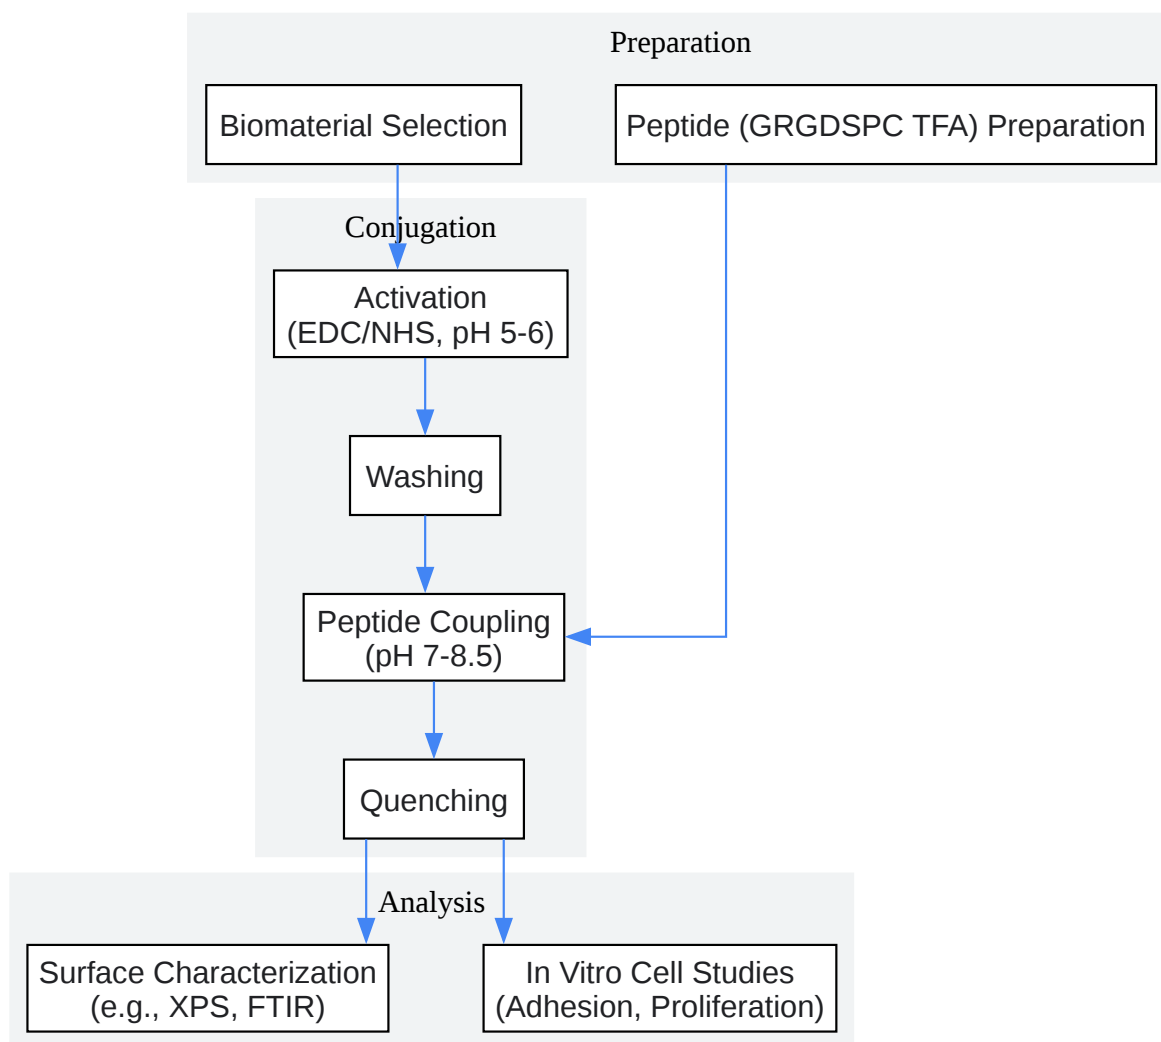 Preparation
Biomaterial Selection
Peptide (GRGDSPC TFA) Preparation
Conjugation
Activation
(EDC/NHS, pH 5-6)
Washing
Peptide Coupling
(pH 7-8.5)
Quenching
Analysis
Surface Characterization
(e.g., XPS, FTIR)
In Vitro Cell Studies
(Adhesion, Proliferation)